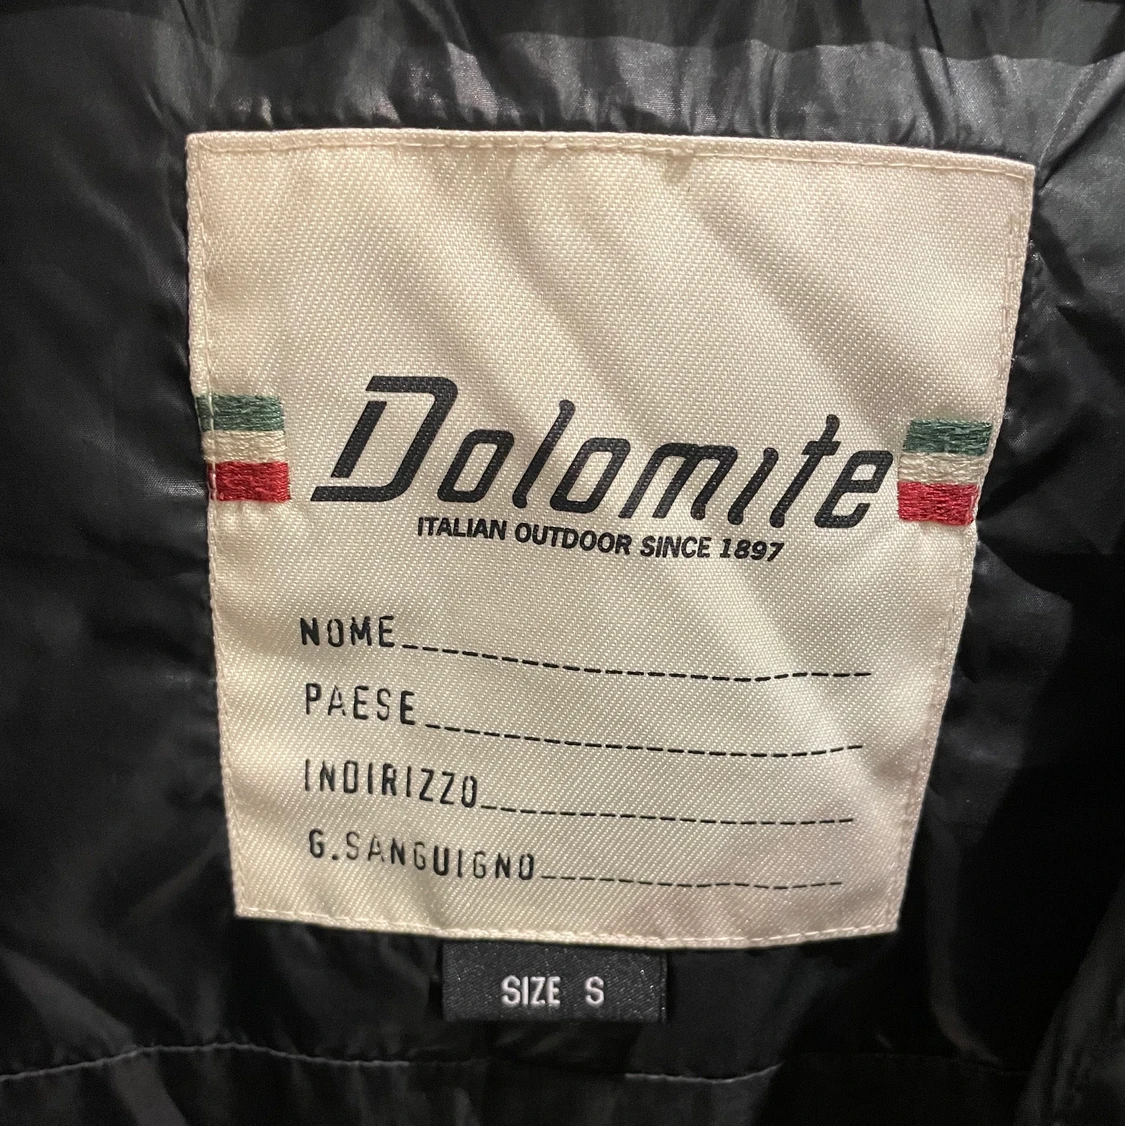 Dolomite
ITALIAN OUTDOOR SINCE 1897
NOME
PAESE
INDIRIZZO
G.SANGUIGNO
SIZE S